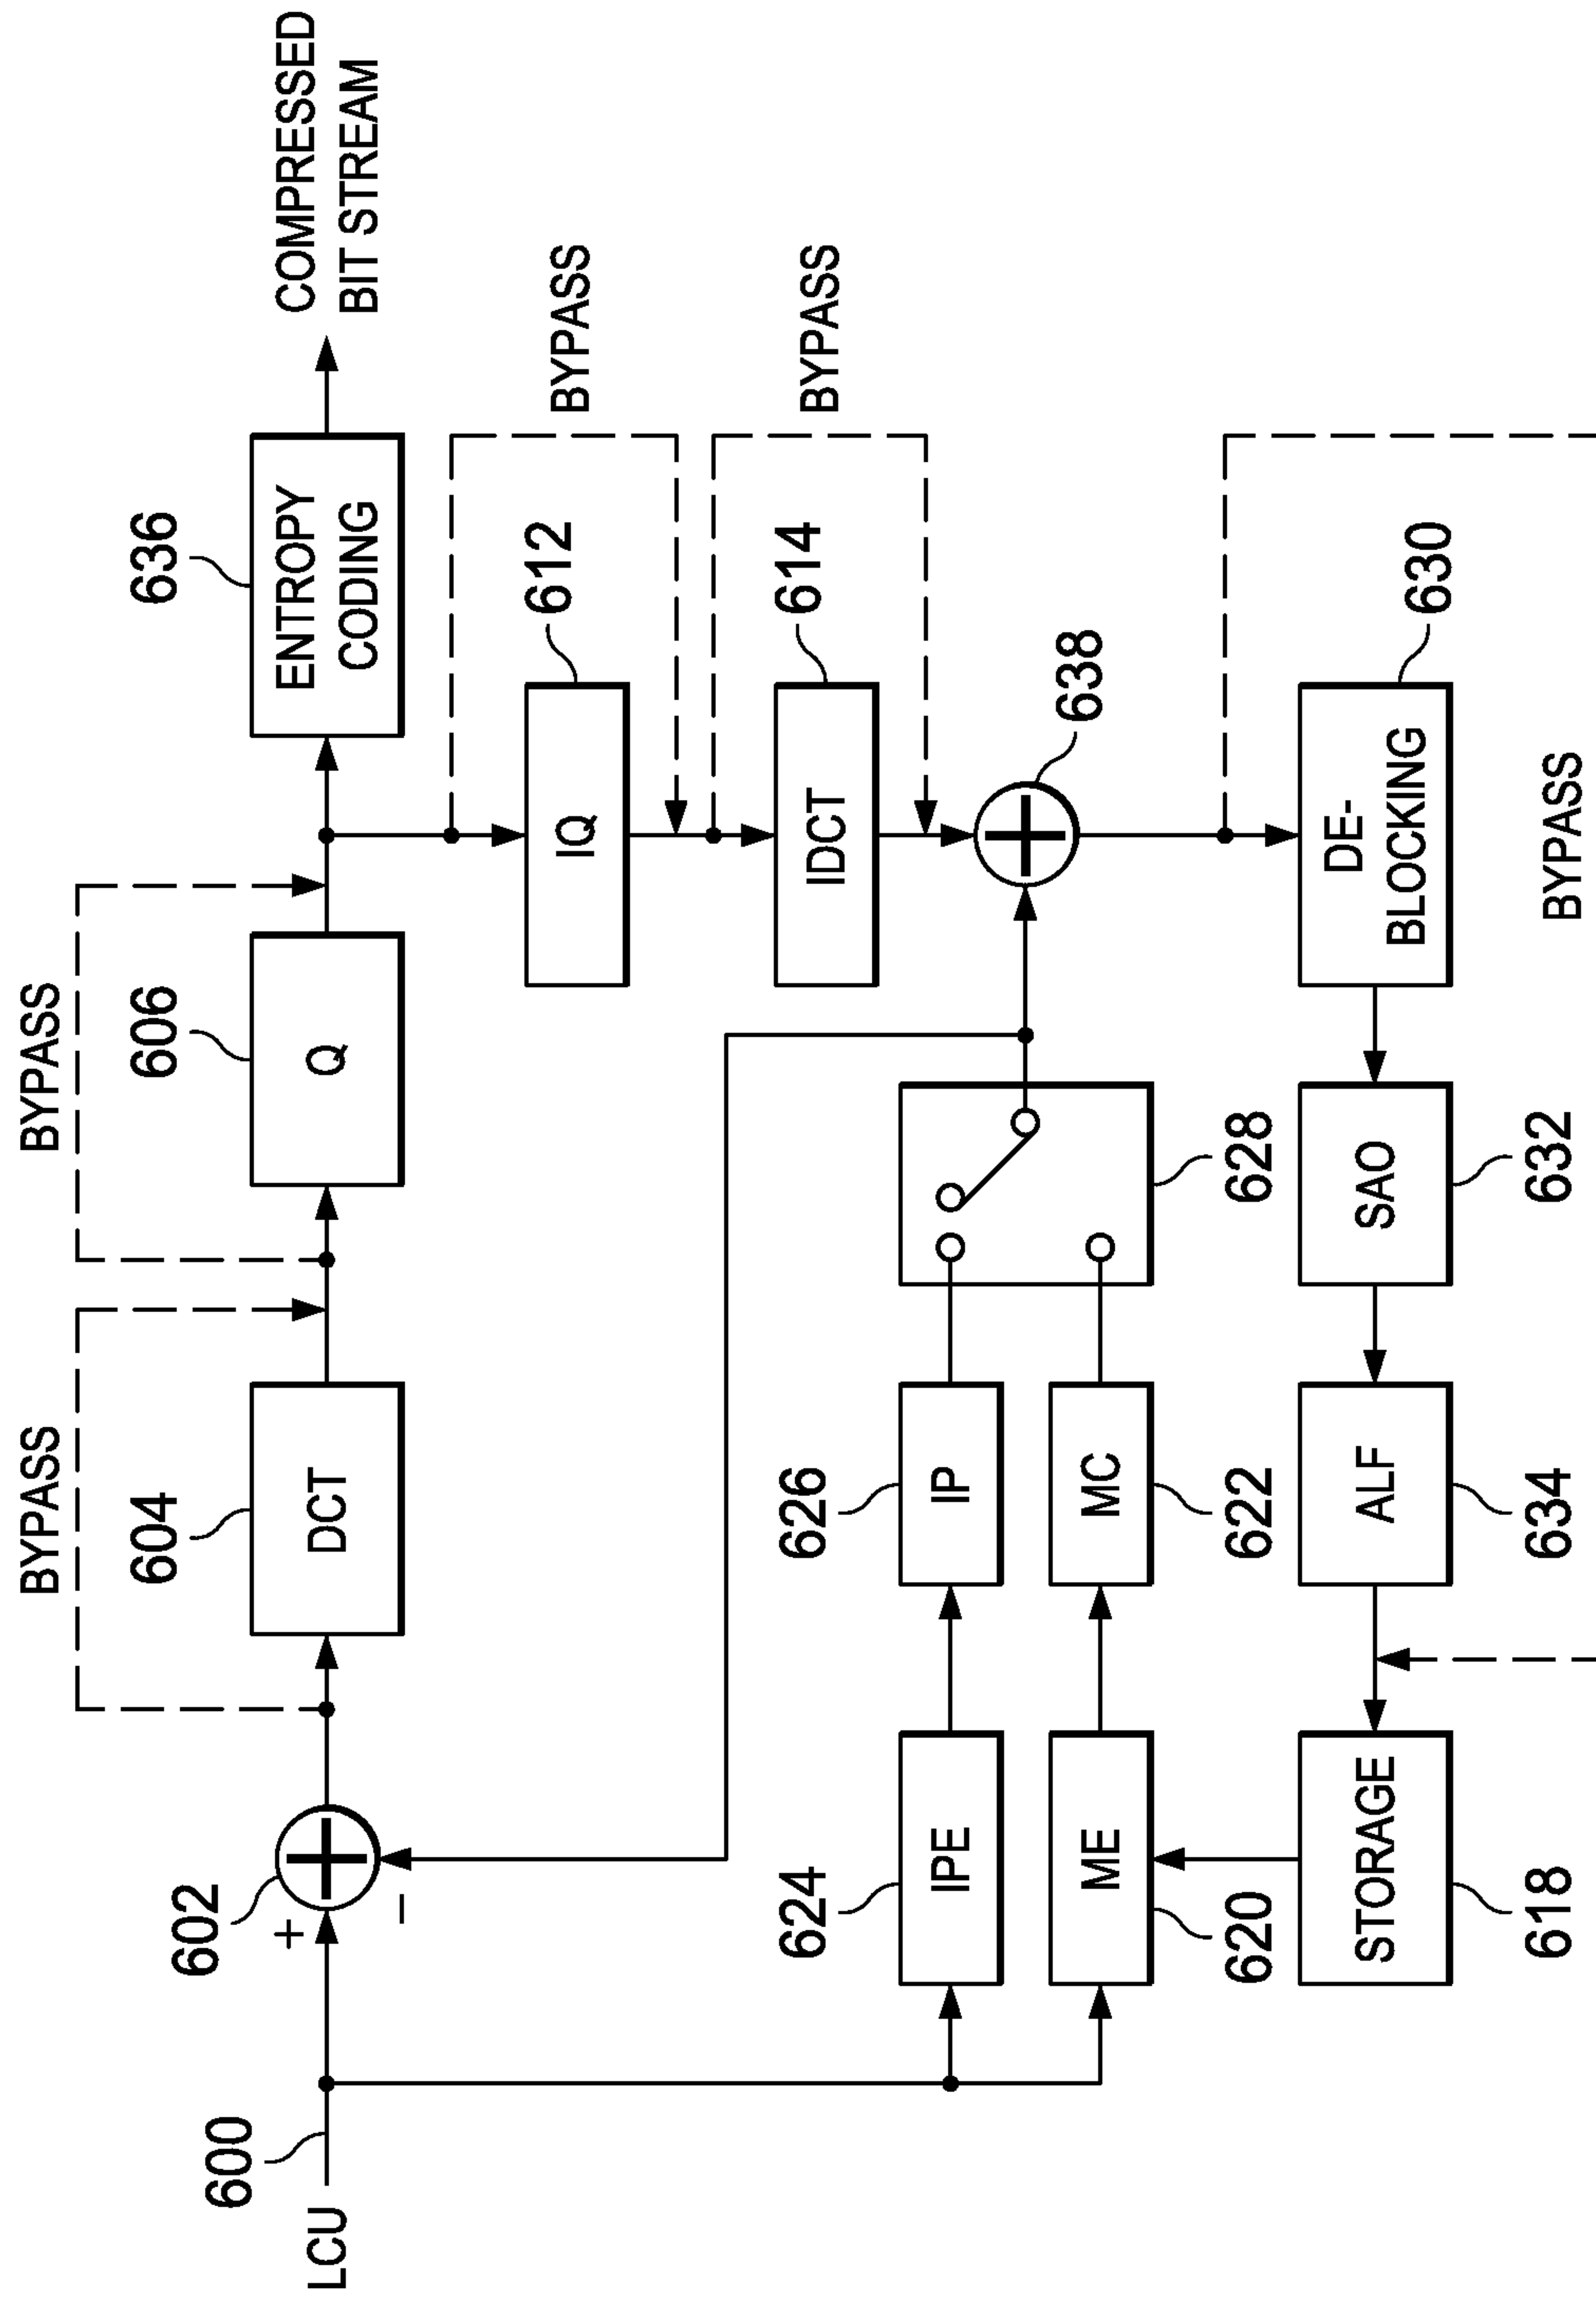 BYPASS
BYPASS
604
606
636
602
DCT
Q
ENTROPY
CODING
COMPRESSED
BIT STREAM
600
LCU
+
−
612
IQ
BYPASS
614
IDCT
BYPASS
624
626
IPE
IP
638
ME
MC
620
622
628
STORAGE
ALF
SAO
DE-
BLOCKING
630
618
634
632
BYPASS